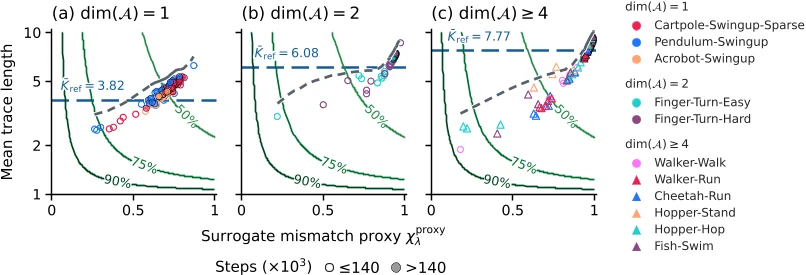 (a) dim(𝒜) = 1
(b) dim(𝒜) = 2
(c) dim(𝒜) ≥ 4
Mean trace length
10
5
2
1
K̄ref = 3.82
K̄ref = 6.08
K̄ref = 7.77
50%
75%
90%
50%
75%
90%
50%
75%
90%
0 0.5 1
0 0.5 1
0 0.5 1
Surrogate mismatch proxy χλ^proxy
Steps (×10³) ≤140 >140
dim(𝒜) = 1
Cartpole-Swingup-Sparse
Pendulum-Swingup
Acrobot-Swingup
dim(𝒜) = 2
Finger-Turn-Easy
Finger-Turn-Hard
dim(𝒜) ≥ 4
Walker-Walk
Walker-Run
Cheetah-Run
Hopper-Stand
Hopper-Hop
Fish-Swim